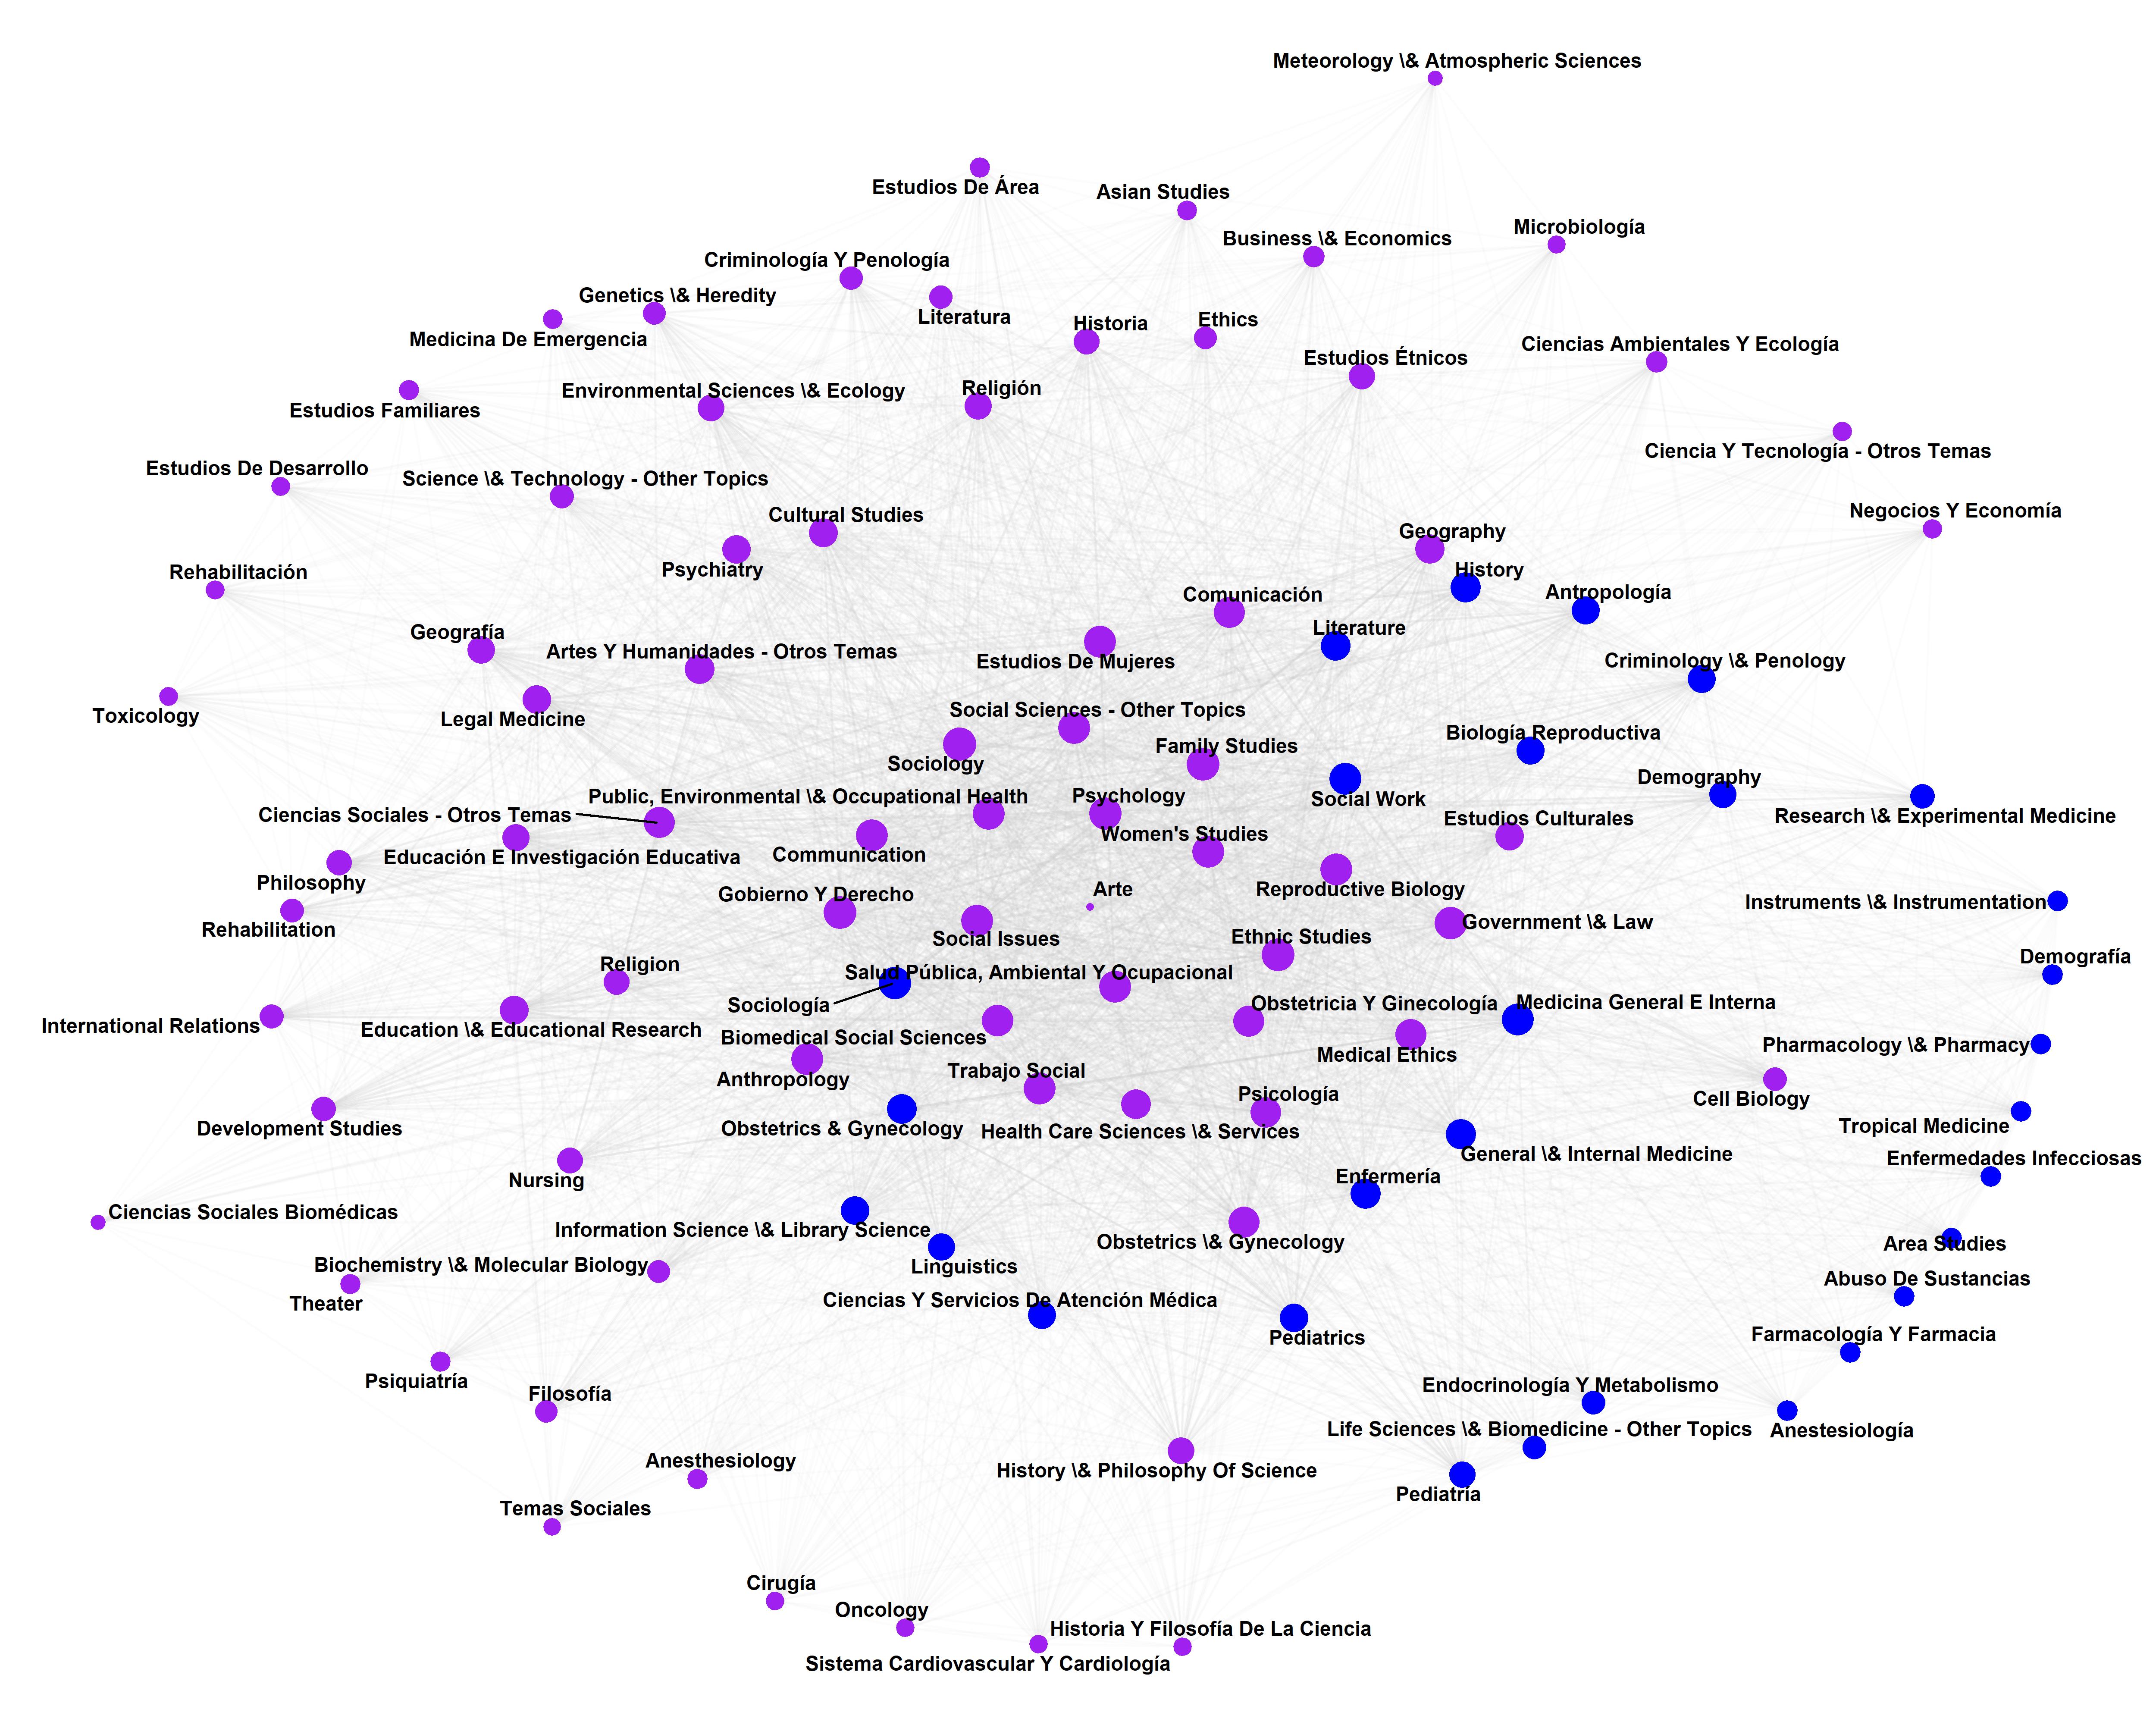 Meteorology \& Atmospheric Sciences
Estudios De Área
Asian Studies
Microbiología
Business \& Economics
Criminología Y Penología
Genetics \& Heredity
Literatura
Historia
Ethics
Medicina De Emergencia
Ciencias Ambientales Y Ecología
Estudios Étnicos
Religión
Environmental Sciences \& Ecology
Estudios Familiares
Ciencia Y Tecnología - Otros Temas
Estudios De Desarrollo
Science \& Technology - Other Topics
Negocios Y Economía
Cultural Studies
Geography
Psychiatry
History
Rehabilitación
Antropología
Comunicación
Literature
Geografía
Artes Y Humanidades - Otros Temas
Estudios De Mujeres
Criminology \& Penology
Social Sciences - Other Topics
Toxicology
Legal Medicine
Biología Reproductiva
Family Studies
Sociology
Demography
Public, Environmental \& Occupational Health
Psychology
Social Work
Ciencias Sociales - Otros Temas
Research \& Experimental Medicine
Estudios Culturales
Women's Studies
Educación E Investigación Educativa
Communication
Philosophy
Arte
Reproductive Biology
Gobierno Y Derecho
Instruments \& Instrumentation
Government \& Law
Rehabilitation
Social Issues
Ethnic Studies
Demografía
Religion
Salud Pública, Ambiental Y Ocupacional
Sociología
Obstetricia Y Ginecología
Medicina General E Interna
International Relations
Education \& Educational Research
Biomedical Social Sciences
Pharmacology \& Pharmacy
Medical Ethics
Trabajo Social
Anthropology
Psicología
Cell Biology
Development Studies
Obstetrics & Gynecology
Health Care Sciences \& Services
Tropical Medicine
General \& Internal Medicine
Enfermedades Infecciosas
Nursing
Enfermería
Ciencias Sociales Biomédicas
Information Science \& Library Science
Obstetrics \& Gynecology
Area Studies
Biochemistry \& Molecular Biology
Linguistics
Abuso De Sustancias
Theater
Ciencias Y Servicios De Atención Médica
Pediatrics
Farmacología Y Farmacia
Psiquiatría
Endocrinología Y Metabolismo
Filosofía
Life Sciences \& Biomedicine - Other Topics
Anestesiología
Anesthesiology
History \& Philosophy Of Science
Pediatría
Temas Sociales
Cirugía
Oncology
Historia Y Filosofía De La Ciencia
Sistema Cardiovascular Y Cardiología